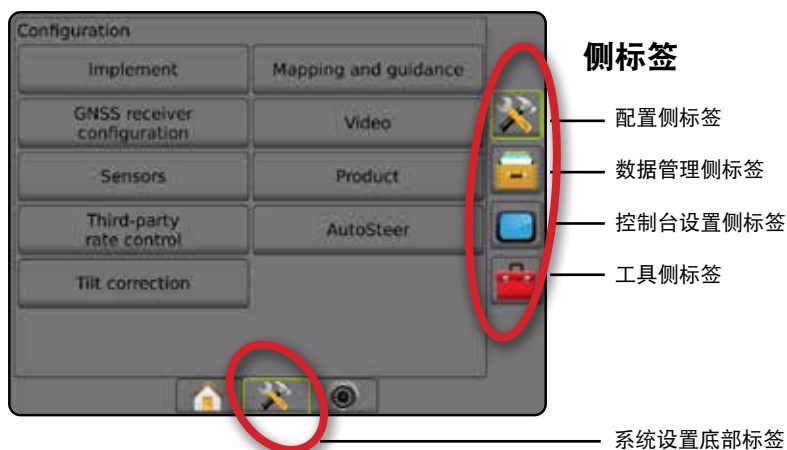 Configuration
Implement
Mapping and guidance
GNSS receiver
configuration
Video
Sensors
Product
Third-party
rate control
AutoSteer
Tilt correction
侧标签
配置侧标签
数据管理侧标签
控制台设置侧标签
工具侧标签
系统设置底部标签